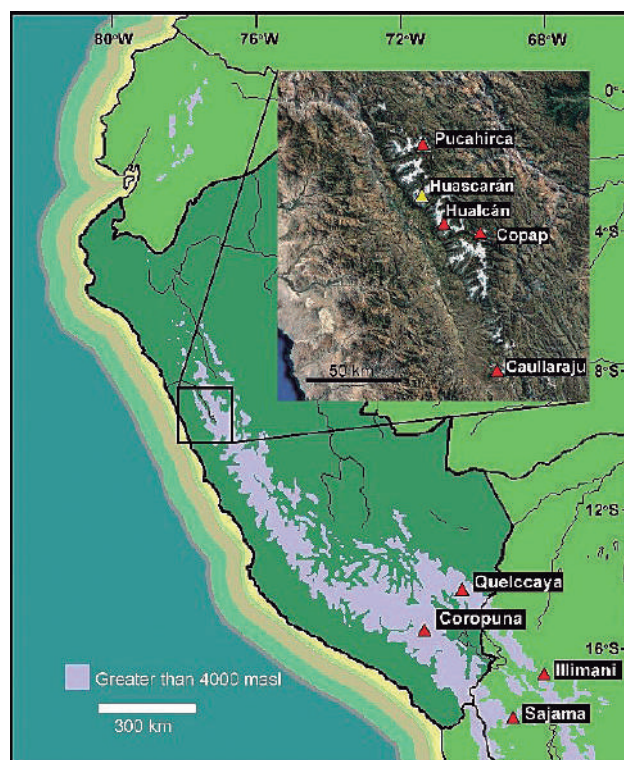 80°W 76°W 72°W 68°W
0°
Pucahirca
Huascarán
Hualcán
Copap
4°S
Caullaraju
50 km
8°S
12°S
Quelccaya
Coropuna
16°S
Illimani
Greater than 4000 masl
Sajama
300 km